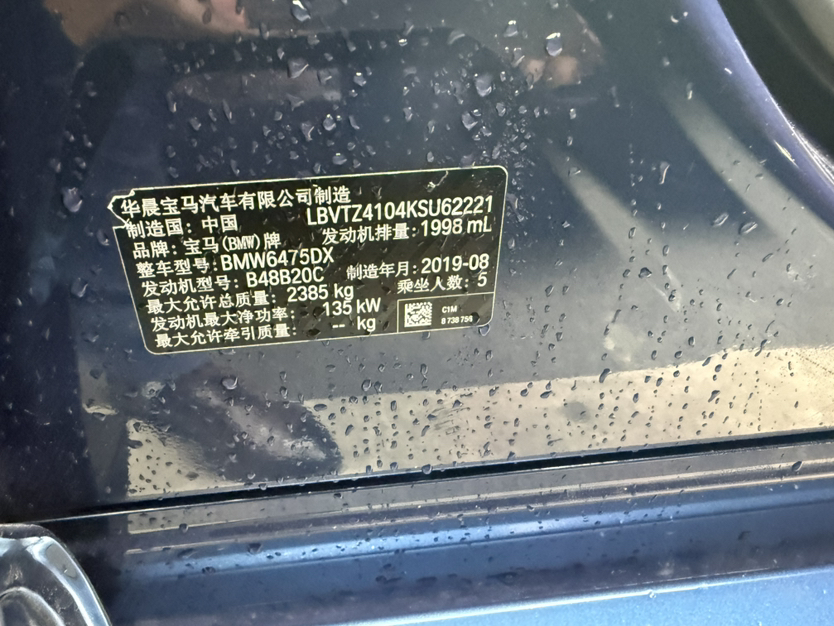 华晨宝马汽车有限公司制造
制造国：中国 LBVTZ4104KSU62221
品牌：宝马(BMW)牌 发动机排量：1998 mL
整车型号：BMW6475DX
发动机型号：B48B20C 制造年月：2019-08
最大允许总质量： 2385 kg 乘坐人数：5
发动机最大净功率： 135 kW
最大允许牵引质量： -- kg
C1M
8 738 756